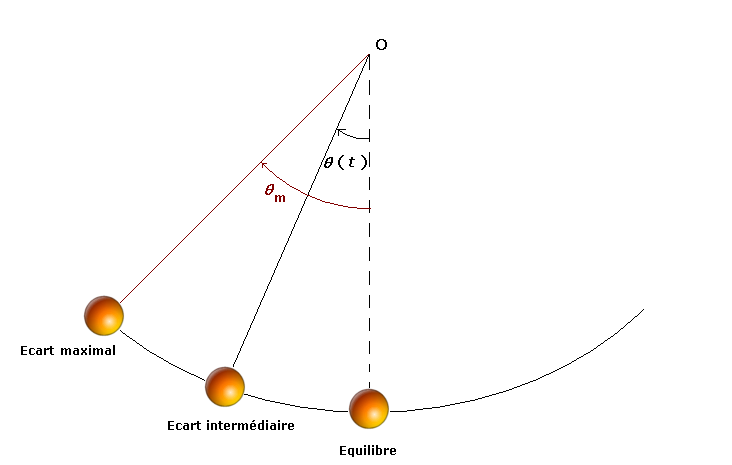 O
θ(t)
θm
Ecart maximal
Ecart intermédiaire
Equilibre